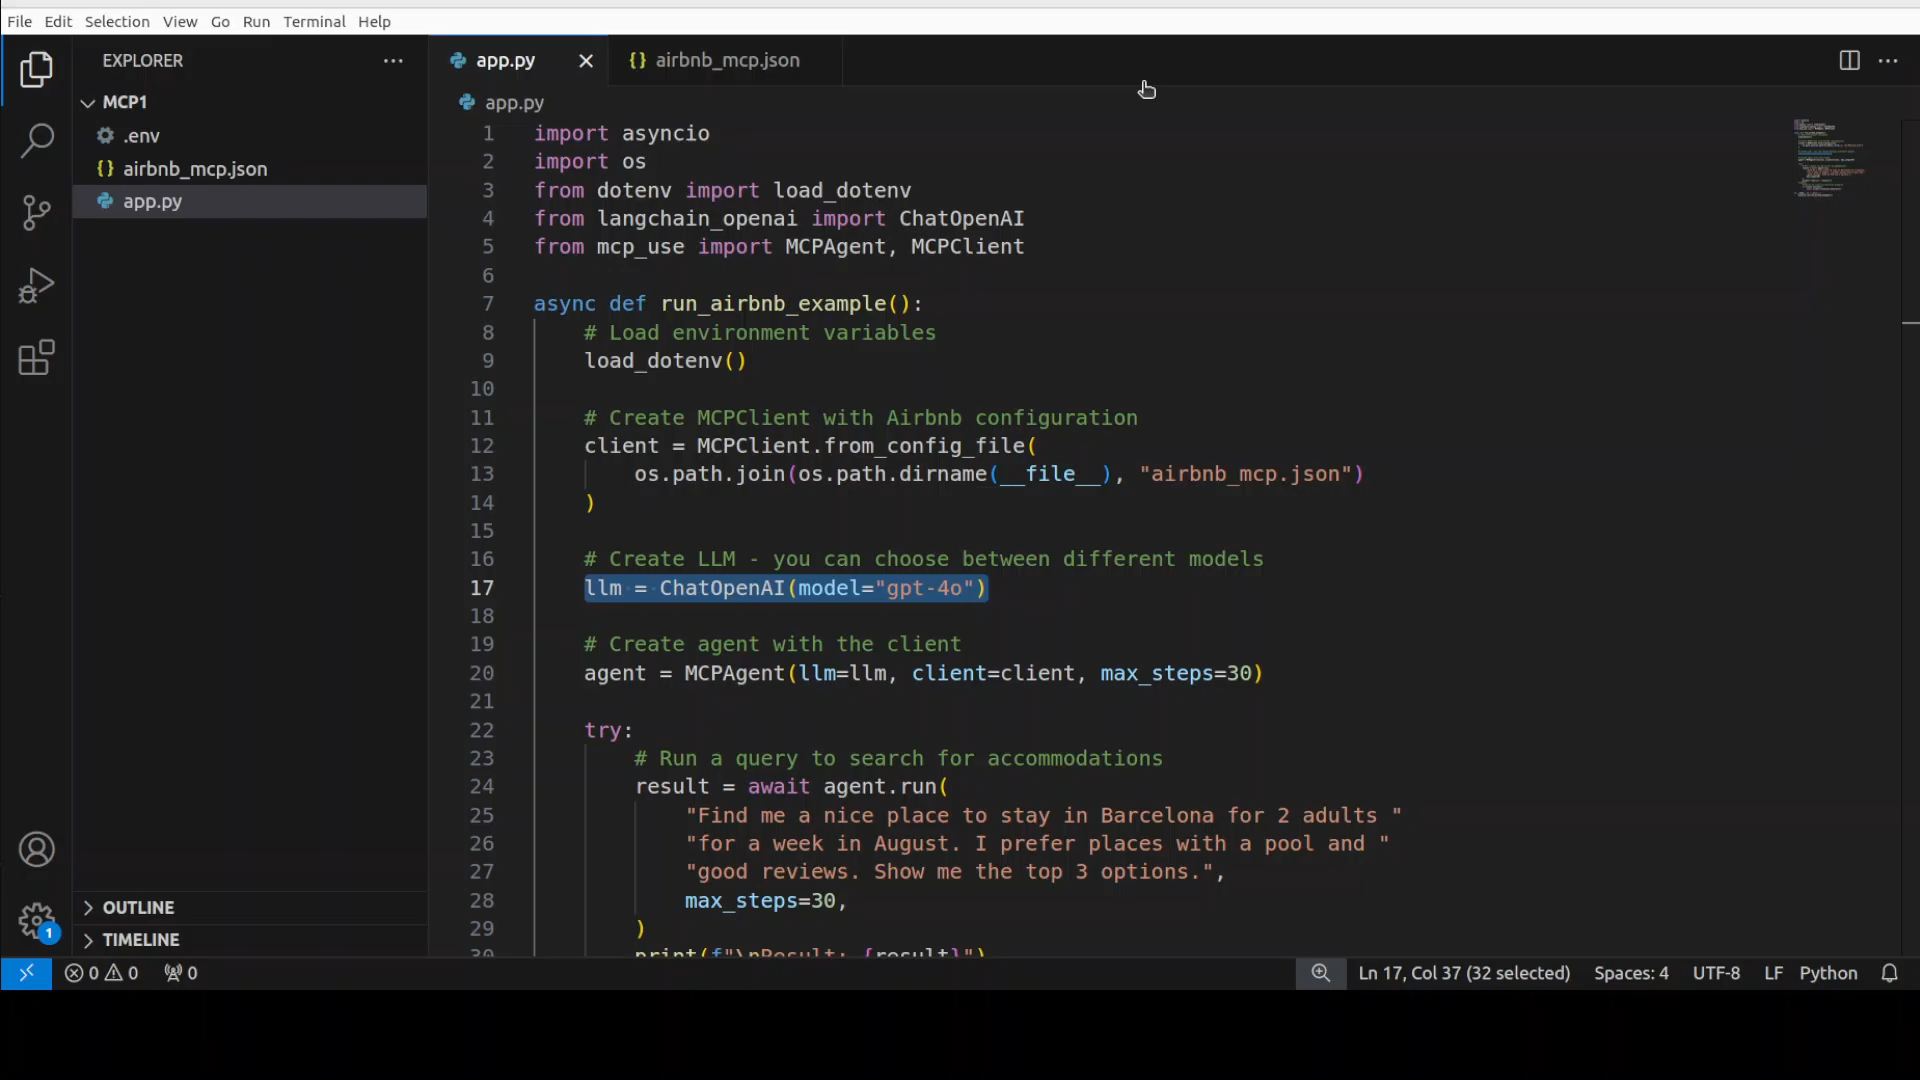 File Edit Selection View Go Run Terminal Help
EXPLORER
MCP1
.env
airbnb_mcp.json
app.py
OUTLINE
TIMELINE
app.py
airbnb_mcp.json
app.py
1 import asyncio
2 import os
3 from dotenv import load_dotenv
4 from langchain_openai import ChatOpenAI
5 from mcp_use import MCPAgent, MCPClient
6
7 async def run_airbnb_example():
8 # Load environment variables
9 load_dotenv()
10
11 # Create MCPClient with Airbnb configuration
12 client = MCPClient.from_config_file(
13 os.path.join(os.path.dirname(__file__), "airbnb_mcp.json")
14 )
15
16 # Create LLM - you can choose between different models
17 llm = ChatOpenAI(model="gpt-4o")
18
19 # Create agent with the client
20 agent = MCPAgent(llm=llm, client=client, max_steps=30)
21
22 try:
23 # Run a query to search for accommodations
24 result = await agent.run(
25 "Find me a nice place to stay in Barcelona for 2 adults "
26 "for a week in August. I prefer places with a pool and "
27 "good reviews. Show me the top 3 options.",
28 max_steps=30,
29 )
30 print(f"\nResult: {result}")
1
0 0 0 Ln 17, Col 37 (32 selected) Spaces: 4 UTF-8 LF Python